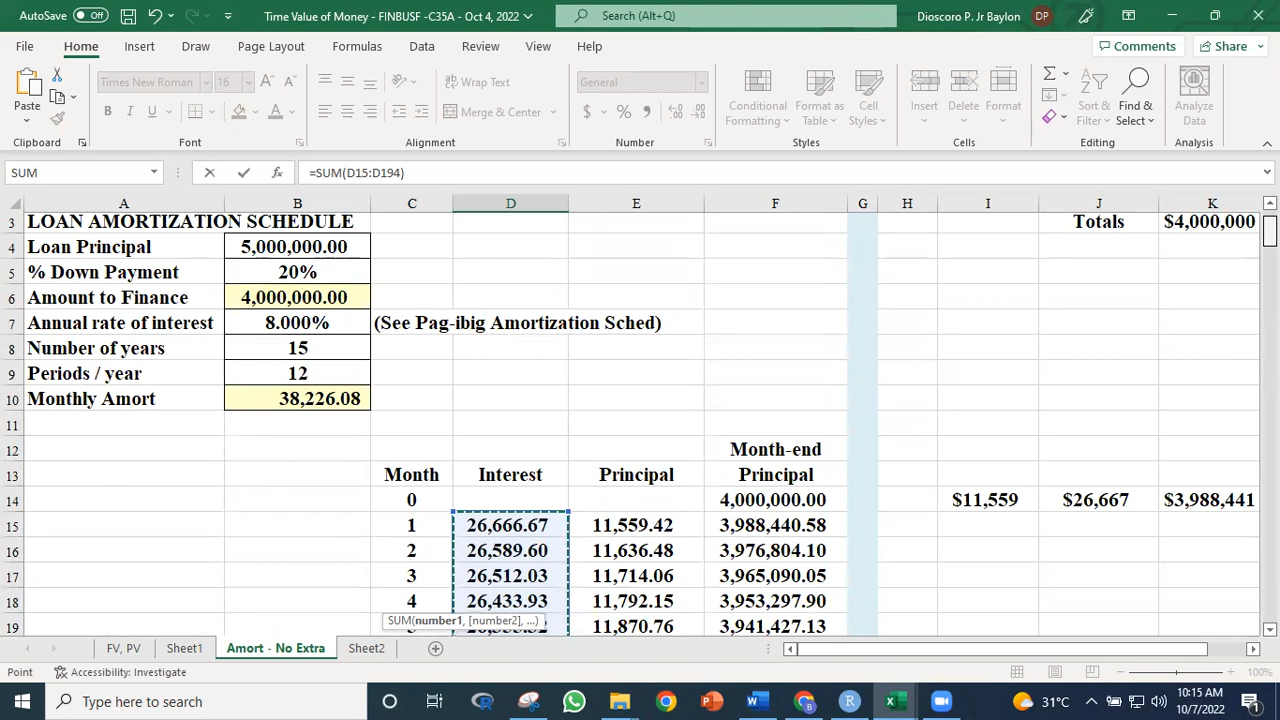 AutoSave Off Time Value of Money - FINBUSF -C35A - Oct 4, 2022 Search (Alt+Q) Dioscoro P. Jr Baylon DP
File Home Insert Draw Page Layout Formulas Data Review View Help Comments Share
Paste Times New Roman 16 A A Wrap Text General Conditional Formatting Format as Table Cell Styles Insert Delete Format Sort & Filter Find & Select Analyze Data
B I U Merge & Center $ %
Clipboard Font Alignment Number Styles Cells Editing Analysis
SUM fx =SUM(D15:D194)
A B C D E F G H I J K
3 LOAN AMORTIZATION SCHEDULE Totals $4,000,000
4 Loan Principal 5,000,000.00
5 % Down Payment 20%
6 Amount to Finance 4,000,000.00
7 Annual rate of interest 8.000% (See Pag-ibig Amortization Sched)
8 Number of years 15
9 Periods / year 12
10 Monthly Amort 38,226.08
11
12 Month-end
13 Month Interest Principal Principal
14 0 4,000,000.00 $11,559 $26,667 $3,988,441
15 1 26,666.67 11,559.42 3,988,440.58
16 2 26,589.60 11,636.48 3,976,804.10
17 3 26,512.03 11,714.06 3,965,090.05
18 4 26,433.93 11,792.15 3,953,297.90
SUM(number1, [number2], ...)
19 11,870.76 3,941,427.13
FV, PV Sheet1 Amort - No Extra Sheet2
Point Accessibility: Investigate 100%
Type here to search 31°C 10:15 AM
10/7/2022